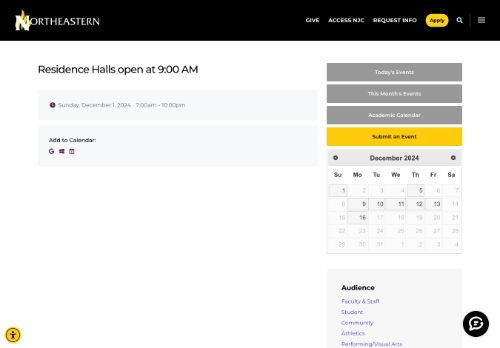 NORTHEASTERN
GIVE ACCESS NJC REQUEST INFO Apply
Residence Halls open at 9:00 AM
Sunday, December 1, 2024 7:00am - 10:00pm
Add to Calendar:
Today's Events
This Month's Events
Academic Calendar
Submit an Event
December 2024
Su Mo Tu We Th Fr Sa
1 2 3 4 5 6 7
8 9 10 11 12 13 14
15 16 17 18 19 20 21
22 23 24 25 26 27 28
29 30 31 1 2 3 4
Audience
Faculty & Staff
Student
Community
Athletics
Performing/Visual Arts